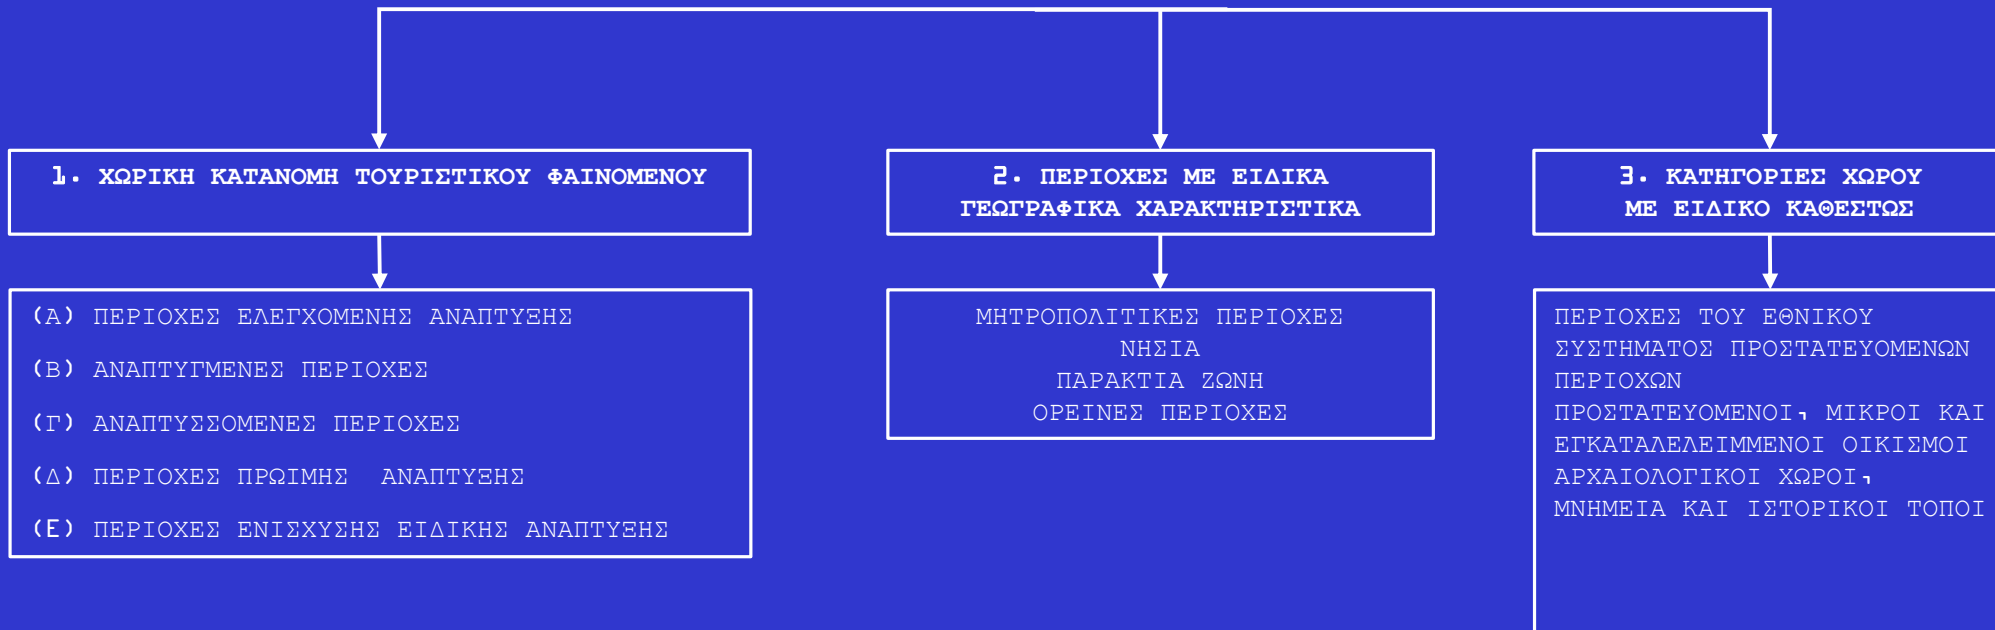 1. ΧΩΡΙΚΗ ΚΑΤΑΝΟΜΗ ΤΟΥΡΙΣΤΙΚΟΥ ΦΑΙΝΟΜΕΝΟΥ
(Α) ΠΕΡΙΟΧΕΣ ΕΛΕΓΧΟΜΕΝΗΣ ΑΝΑΠΤΥΞΗΣ
(Β) ΑΝΑΠΤΥΓΜΕΝΕΣ ΠΕΡΙΟΧΕΣ
(Γ) ΑΝΑΠΤΥΣΣΟΜΕΝΕΣ ΠΕΡΙΟΧΕΣ
(Δ) ΠΕΡΙΟΧΕΣ ΠΡΩΙΜΗΣ ΑΝΑΠΤΥΞΗΣ
(Ε) ΠΕΡΙΟΧΕΣ ΕΝΙΣΧΥΣΗΣ ΕΙΔΙΚΗΣ ΑΝΑΠΤΥΞΗΣ
2. ΠΕΡΙΟΧΕΣ ΜΕ ΕΙΔΙΚΑ
ΓΕΩΓΡΑΦΙΚΑ ΧΑΡΑΚΤΗΡΙΣΤΙΚΑ
ΜΗΤΡΟΠΟΛΙΤΙΚΕΣ ΠΕΡΙΟΧΕΣ
ΝΗΣΙΑ
ΠΑΡΑΚΤΙΑ ΖΩΝΗ
ΟΡΕΙΝΕΣ ΠΕΡΙΟΧΕΣ
3. ΚΑΤΗΓΟΡΙΕΣ ΧΩΡΟΥ
ΜΕ ΕΙΔΙΚΟ ΚΑΘΕΣΤΩΣ
ΠΕΡΙΟΧΕΣ ΤΟΥ ΕΘΝΙΚΟΥ
ΣΥΣΤΗΜΑΤΟΣ ΠΡΟΣΤΑΤΕΥΟΜΕΝΩΝ
ΠΕΡΙΟΧΩΝ
ΠΡΟΣΤΑΤΕΥΟΜΕΝΟΙ, ΜΙΚΡΟΙ ΚΑΙ
ΕΓΚΑΤΑΛΕΛΕΙΜΜΕΝΟΙ ΟΙΚΙΣΜΟΙ
ΑΡΧΑΙΟΛΟΓΙΚΟΙ ΧΩΡΟΙ,
ΜΝΗΜΕΙΑ ΚΑΙ ΙΣΤΟΡΙΚΟΙ ΤΟΠΟΙ